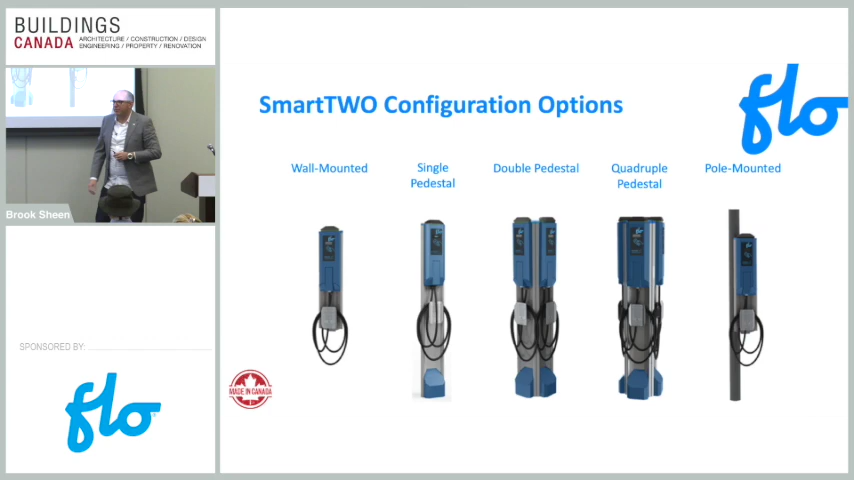 BUILDINGS
CANADA
ARCHITECTURE / CONSTRUCTION / DESIGN
ENGINEERING / PROPERTY / RENOVATION
Brook Sheen
SPONSORED BY:
flo
SmartTWO Configuration Options
flo
Wall-Mounted
Single
Pedestal
Double Pedestal
Quadruple
Pedestal
Pole-Mounted
MADE IN CANADA